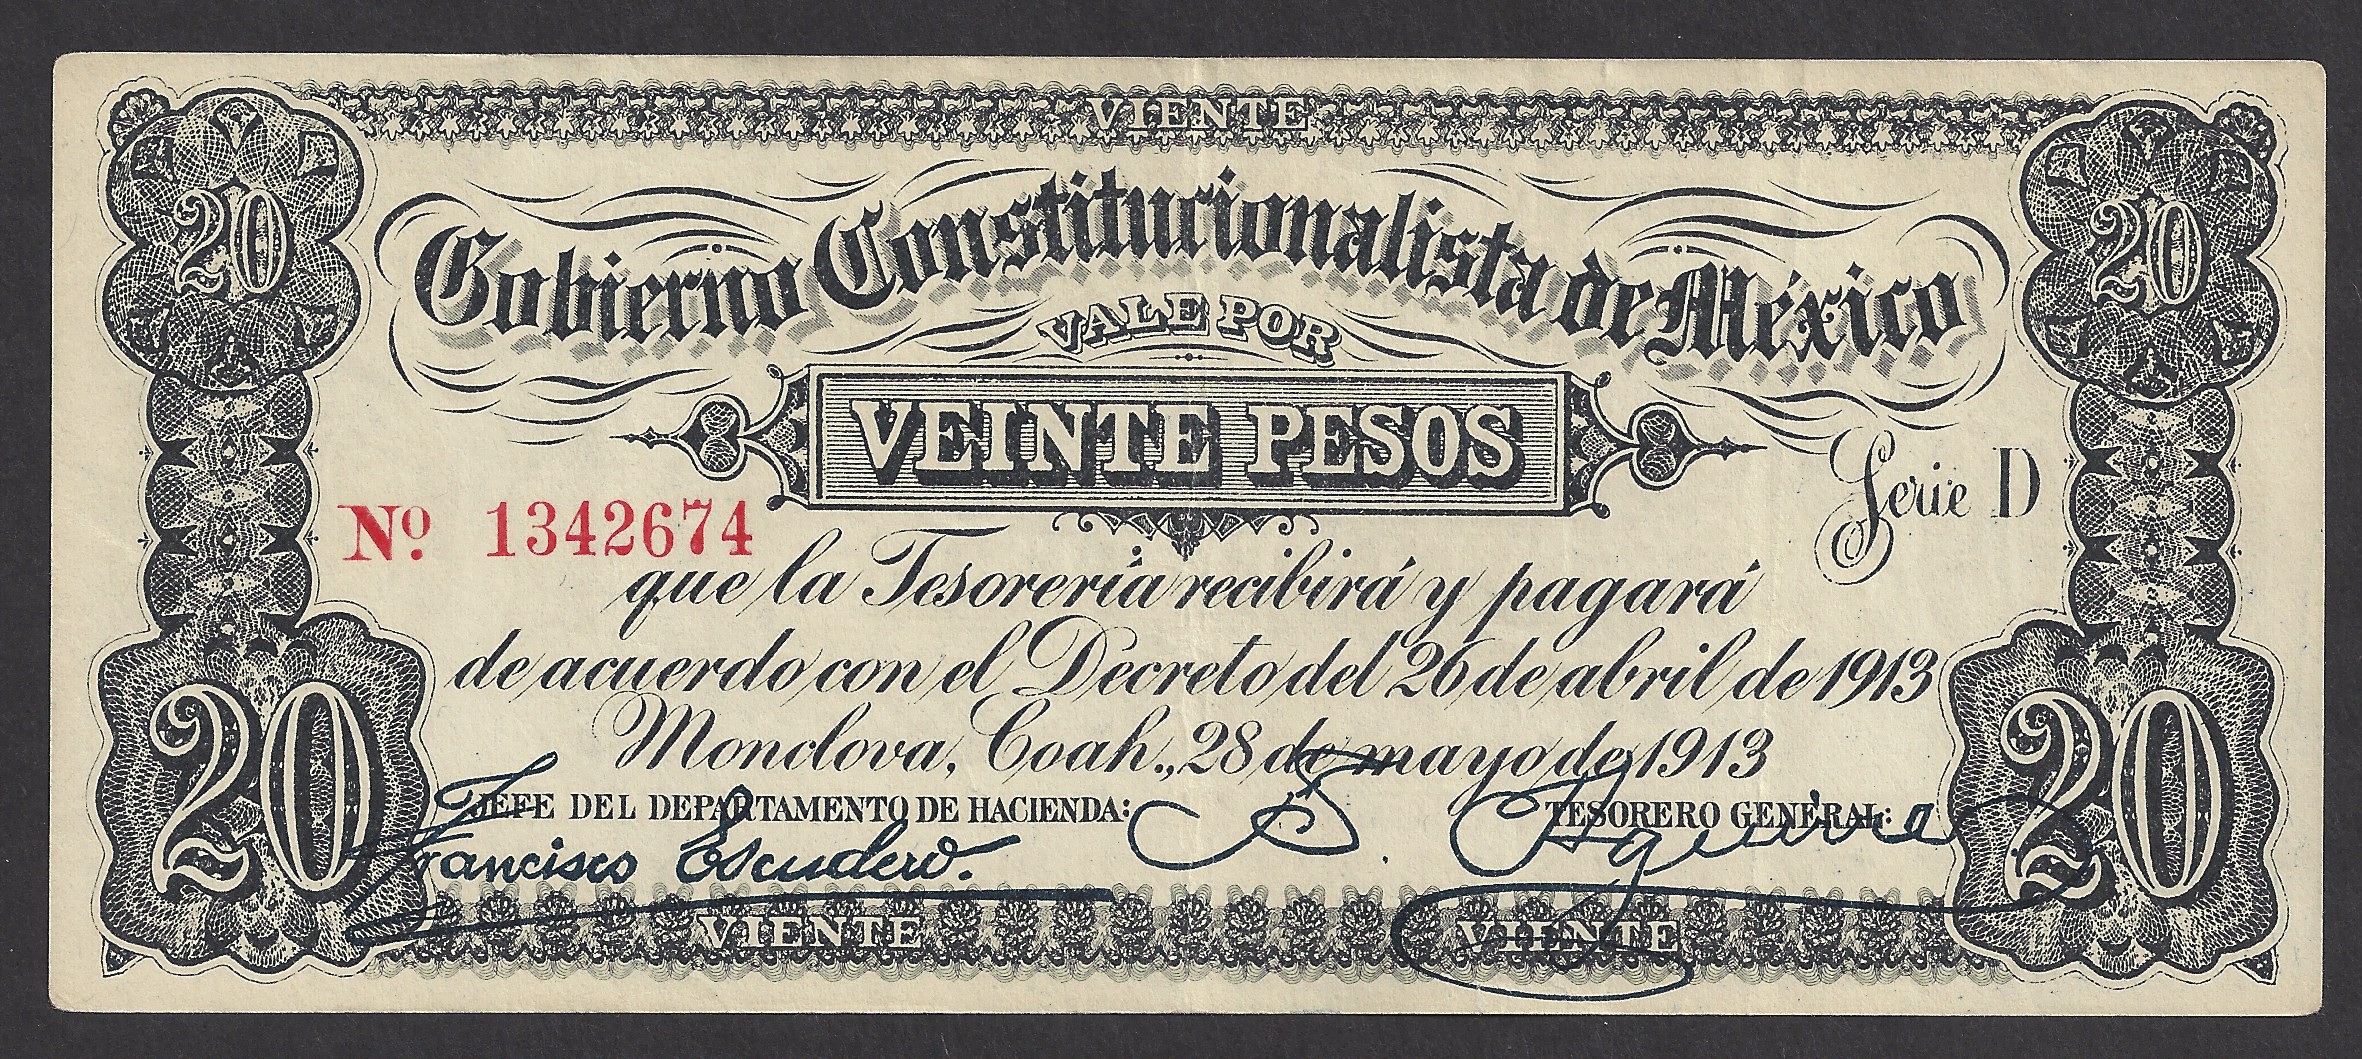 VIENTE
20
20
Gobierno Constitucionalista de México
VALE POR
VEINTE PESOS
Serie D
No. 1342674
que la Tesorería recibirá y pagará
de acuerdo con el Decreto del 26 de abril de 1913
Monclova, Coah., 28 de mayo de 1913
JEFE DEL DEPARTAMENTO DE HACIENDA:
TESORERO GENERAL:
Francisco Escudero.
20
20
VIENTE
VIENTE